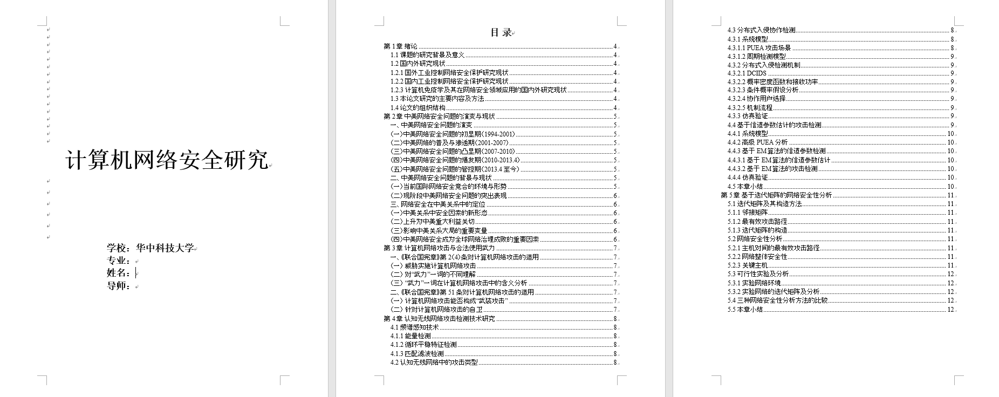 计算机网络安全研究
学校：华中科技大学
专业：
姓名：
导师：
目 录
第 1 章 绪论 4
1.1 课题的研究背景及意义 4
1.2 国内外研究现状 4
1.2.1 国外工业控制网络安全保护研究现状 4
1.2.2 国内工业控制网络安全保护研究现状 4
1.2.3 计算机免疫学及其在网络安全领域应用的国内外研究现状 4
1.3 本论文研究的主要内容及方法 4
1.4 论文的组织结构 4
第 2 章 中美网络安全问题的演变与现状 5
一、中美网络安全问题的演变 5
(一)中美网络安全问题的初显期(1994-2001) 5
(二)中美网络的普及与渗透期(2001-2007) 5
(三)中美网络安全问题的凸显期(2007-2010) 5
(四)中美网络安全问题的爆发期(2010-2013.4) 5
(五)中美网络安全问题的管控期(2013.4 至今) 5
二、中美网络安全问题的背景与现状 5
(一)当前国际网络安全竞合的环境与形势 5
(二)现阶段中美网络安全问题的突出表现 6
三、网络安全在中美关系中的定位 6
(一)中美关系中安全因素的新形态 6
(二)上升为中美重大利益关切 6
(三)影响中美关系大局的重要变量 6
(四)中美网络安全成为全球网络治理成败的重要因素 6
第 3 章 计算机网络攻击与合法使用武力 7
一、《联合国宪章》第 2(4)条对计算机网络攻击的适用 7
(一) 威胁实施计算机网络攻击 7
(二) 对“武力”一词的不同理解 7
(三) “武力”一词在计算机网络攻击中的含义分析 7
二、《联合国宪章》第 51 条对计算机网络攻击的适用 7
(一) 计算机网络攻击能否构成“武装攻击” 7
(二) 针对计算机网络攻击的自卫 7
第 4 章 认知无线网络攻击检测技术研究 8
4.1 频谱感知技术 8
4.1.1 能量检测 8
4.1.2 循环平稳特征检测 8
4.1.3 匹配滤波检测 8
4.2 认知无线网络中的攻击类型 8
4.3 分布式入侵协作检测 8
4.3.1 系统模型 8
4.3.1.1 PUEA 攻击场景 8
4.3.1.2 周期检测模型 9
4.3.2 分布式入侵检测机制 9
4.3.2.1 DCIDS 9
4.3.2.2 概率密度函数和接收功率 9
4.3.2.3 条件概率假设分析 9
4.3.2.4 协作用户选择 9
4.3.2.5 机制流程 9
4.3.3 仿真验证 9
4.4 基于信道参数估计的攻击检测 9
4.4.1 系统模型 10
4.4.2 高级 PUEA 分析 10
4.4.3 基于 EM 算法的信道参数检测 10
4.4.3.1 基于 EM 算法的信道参数估计 10
4.4.3.2 基于 EM 算法的攻击检测 10
4.4.4 仿真验证 10
4.5 本章小结 10
第 5 章 基于迭代矩阵的网络安全性分析 11
5.1 迭代矩阵及其构造方法 11
5.1.1 邻接矩阵 11
5.1.2 最有效攻击路径 11
5.1.3 迭代矩阵的构造 11
5.2 网络安全性分析 11
5.2.1 主机对间的最有效攻击路径 11
5.2.2 网络整体安全性 11
5.2.3 关键主机 11
5.3 可行性实验及分析 12
5.3.1 实验网络环境 12
5.3.2 实验网络的迭代矩阵及分析 12
5.4 三种网络安全性分析方法的比较 12
5.5 本章小结 12